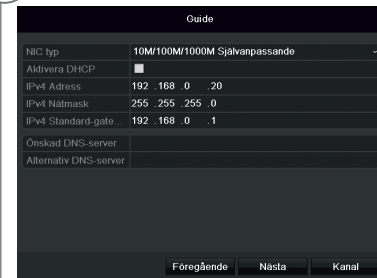 Guide
NIC typ 10M/100M/1000M Självanpassande
Aktivera DHCP
IPv4 Adress 192 .168 .0 .20
IPv4 Nätmask 255 .255 .255 .0
IPv4 Standard-gate... 192 .168 .0 .1
Önskad DNS-server
Alternativ DNS-server
Föregående Nästa Kanal